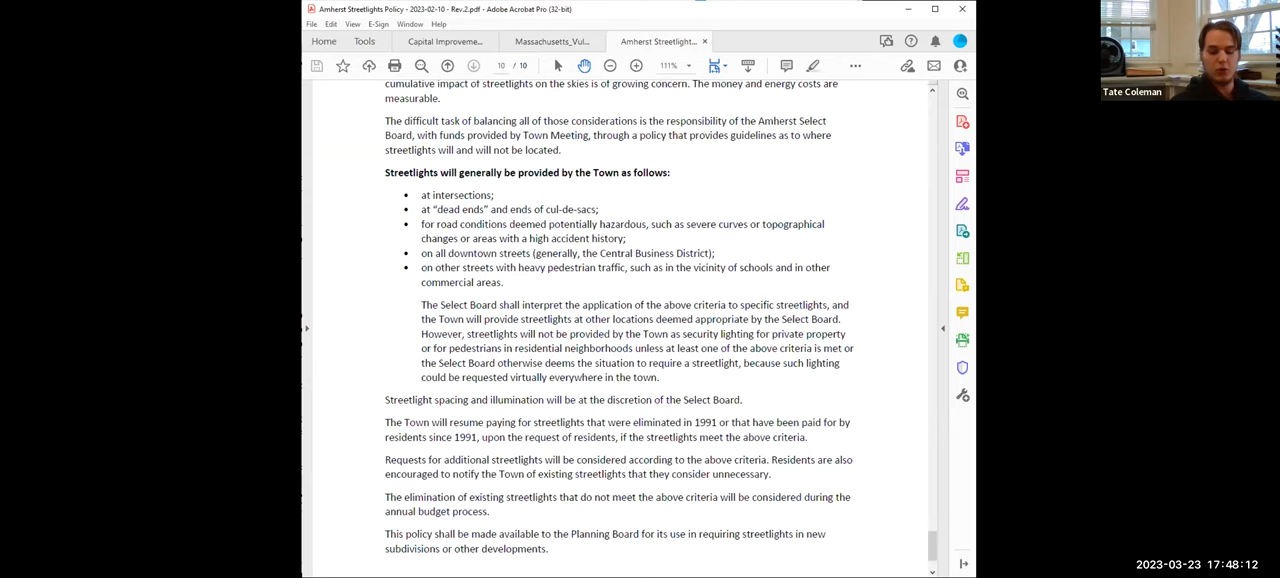 Amherst Streetlights Policy - 2023-02-10 - Rev.2.pdf - Adobe Acrobat Pro (32-bit)
File Edit View E-Sign Window Help
Home Tools Capital Improveme... Massachusetts_Vul... Amherst Streetlight... ×
10 / 10 111%
cumulative impact of streetlights on the skies is of growing concern. The money and energy costs are
measurable.
The difficult task of balancing all of those considerations is the responsibility of the Amherst Select
Board, with funds provided by Town Meeting, through a policy that provides guidelines as to where
streetlights will and will not be located.
Streetlights will generally be provided by the Town as follows:
• at intersections;
• at “dead ends” and ends of cul-de-sacs;
• for road conditions deemed potentially hazardous, such as severe curves or topographical
changes or areas with a high accident history;
• on all downtown streets (generally, the Central Business District);
• on other streets with heavy pedestrian traffic, such as in the vicinity of schools and in other
commercial areas.
The Select Board shall interpret the application of the above criteria to specific streetlights, and
the Town will provide streetlights at other locations deemed appropriate by the Select Board.
However, streetlights will not be provided by the Town as security lighting for private property
or for pedestrians in residential neighborhoods unless at least one of the above criteria is met or
the Select Board otherwise deems the situation to require a streetlight, because such lighting
could be requested virtually everywhere in the town.
Streetlight spacing and illumination will be at the discretion of the Select Board.
The Town will resume paying for streetlights that were eliminated in 1991 or that have been paid for by
residents since 1991, upon the request of residents, if the streetlights meet the above criteria.
Requests for additional streetlights will be considered according to the above criteria. Residents are also
encouraged to notify the Town of existing streetlights that they consider unnecessary.
The elimination of existing streetlights that do not meet the above criteria will be considered during the
annual budget process.
This policy shall be made available to the Planning Board for its use in requiring streetlights in new
subdivisions or other developments.
Tate Coleman
2023-03-23 17:48:12